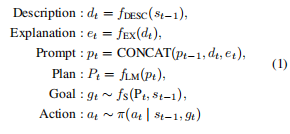 Description : d_t = f_DESC(s_{t−1}),
Explanation : e_t = f_EX(d_t),
Prompt : p_t = CONCAT(p_{t−1}, d_t, e_t),
Plan : P_t = f_LM(p_t),
Goal : g_t ∼ f_S(P_t, s_{t−1}),
Action : a_t ∼ π(a_t | s_{t−1}, g_t)
(1)